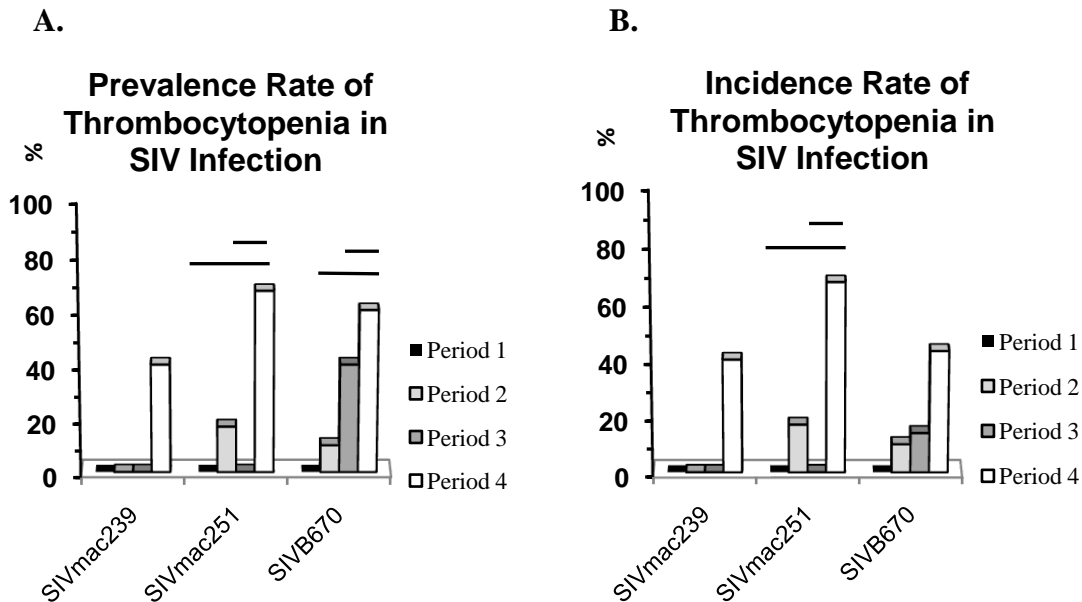 A.
Prevalence Rate of
Thrombocytopenia in
SIV Infection
%
100
80
60
40
20
0
SIVmac239
SIVmac251
SIVB670
Period 1
Period 2
Period 3
Period 4
B.
Incidence Rate of
Thrombocytopenia in
SIV Infection
%
100
80
60
40
20
0
SIVmac239
SIVmac251
SIVB670
Period 1
Period 2
Period 3
Period 4